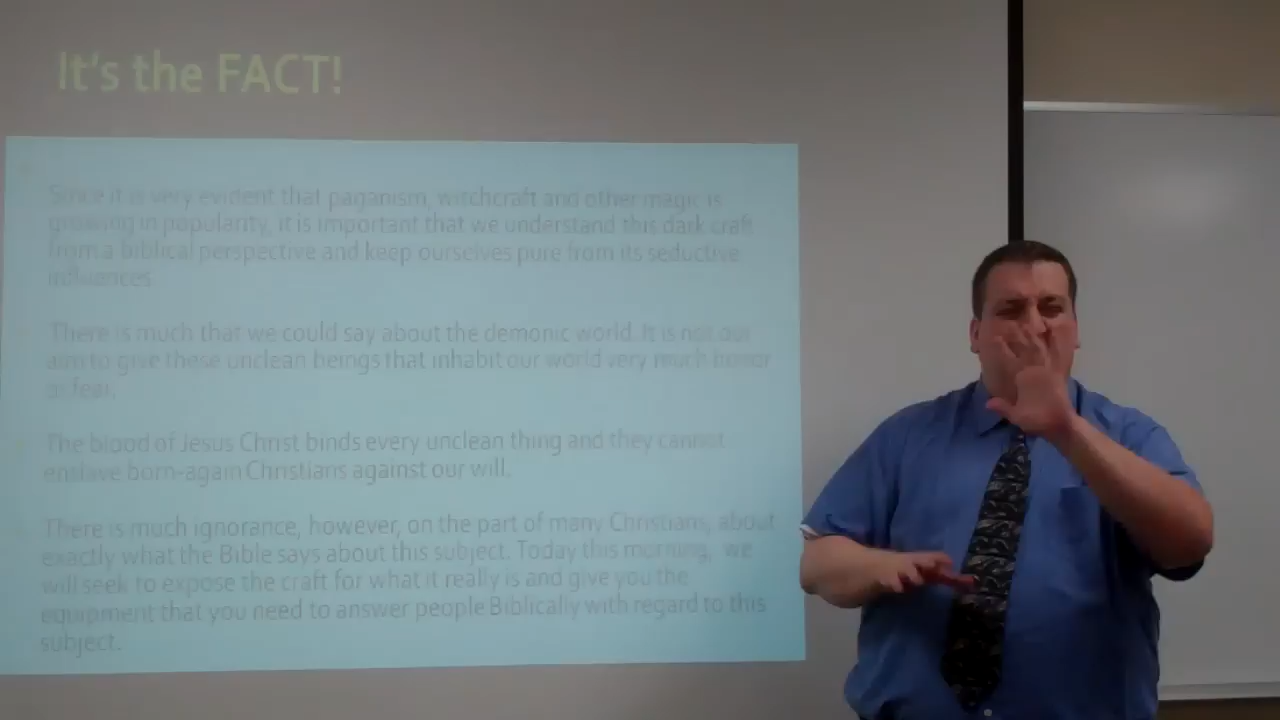 It's the FACT!
Since it is very evident that paganism, witchcraft and other magic is
growing in popularity, it is important that we understand this dark craft
from a biblical perspective and keep ourselves pure from its seductive
influences.
There is much that we could say about the demonic world. It is not our
aim to give these unclean beings that inhabit our world very much honor
or fear.
The blood of Jesus Christ binds every unclean thing and they cannot
enslave born-again Christians against our will.
There is much ignorance, however, on the part of many Christians, about
exactly what the Bible says about this subject. Today this morning, we
will seek to expose the craft for what it really is and give you the
equipment that you need to answer people Biblically with regard to this
subject.